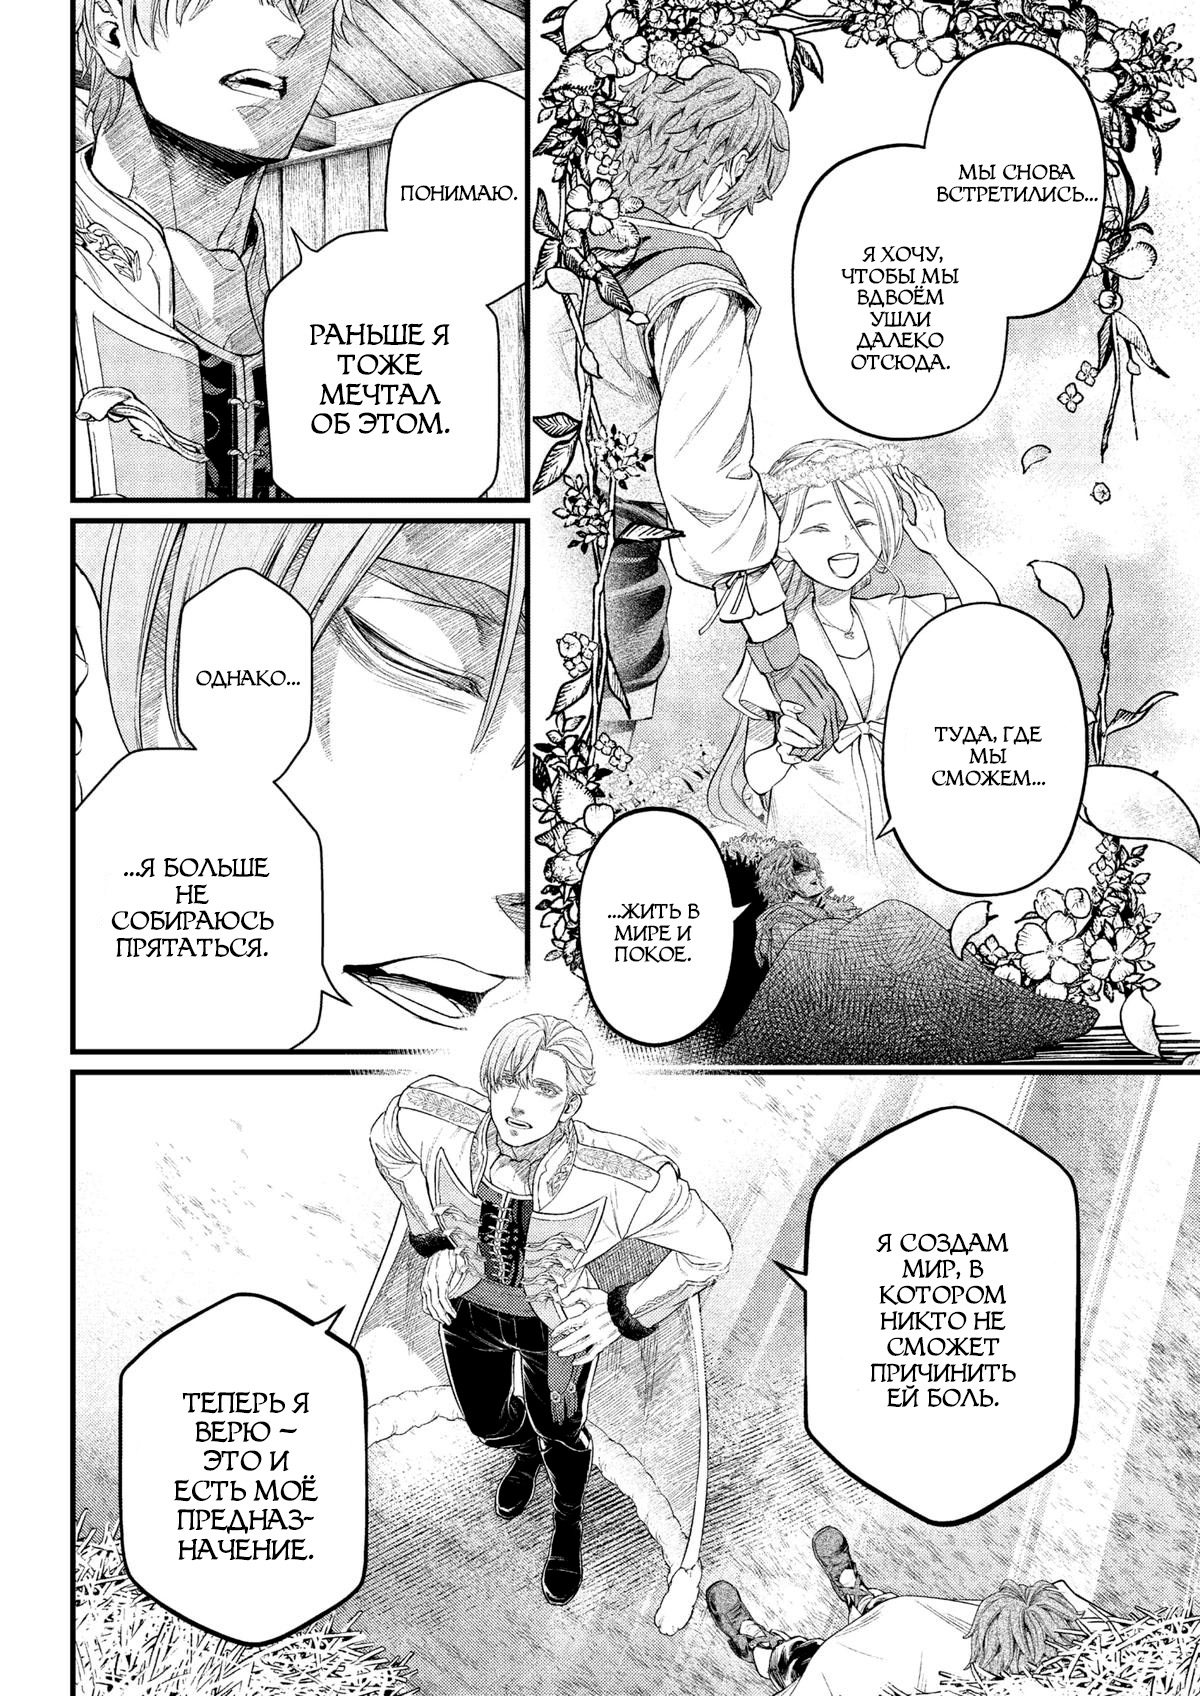 МЫ СНОВА
ВСТРЕТИЛИСЬ...
Я ХОЧУ,
ЧТОБЫ МЫ
ВДВОЁМ
УШЛИ
ДАЛЕКО
ОТСЮДА.
ТУДА, ГДЕ
МЫ
СМОЖЕМ...
...ЖИТЬ В
МИРЕ И
ПОКОЕ.
ПОНИМАЮ.
РАНЬШЕ Я
ТОЖЕ
МЕЧТАЛ
ОБ ЭТОМ.
ОДНАКО...
...Я БОЛЬШЕ
НЕ
СОБИРАЮСЬ
ПРЯТАТЬСЯ.
Я СОЗДАМ
МИР, В
КОТОРОМ
НИКТО НЕ
СМОЖЕТ
ПРИЧИНИТЬ
ЕЙ БОЛЬ.
ТЕПЕРЬ Я
ВЕРЮ –
ЭТО И
ЕСТЬ МОЁ
ПРЕДНАЗ-
НАЧЕНИЕ.